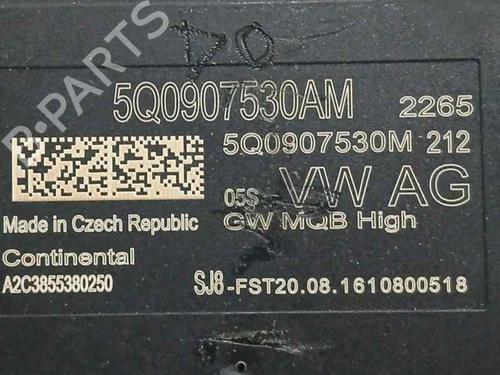 5Q0907530AM 2265
5Q0907530M 212
05S VW AG
GW MQB High
Made in Czech Republic
Continental
A2C3855380250
SJ8-FST20.08.1610800518
B-PARTS